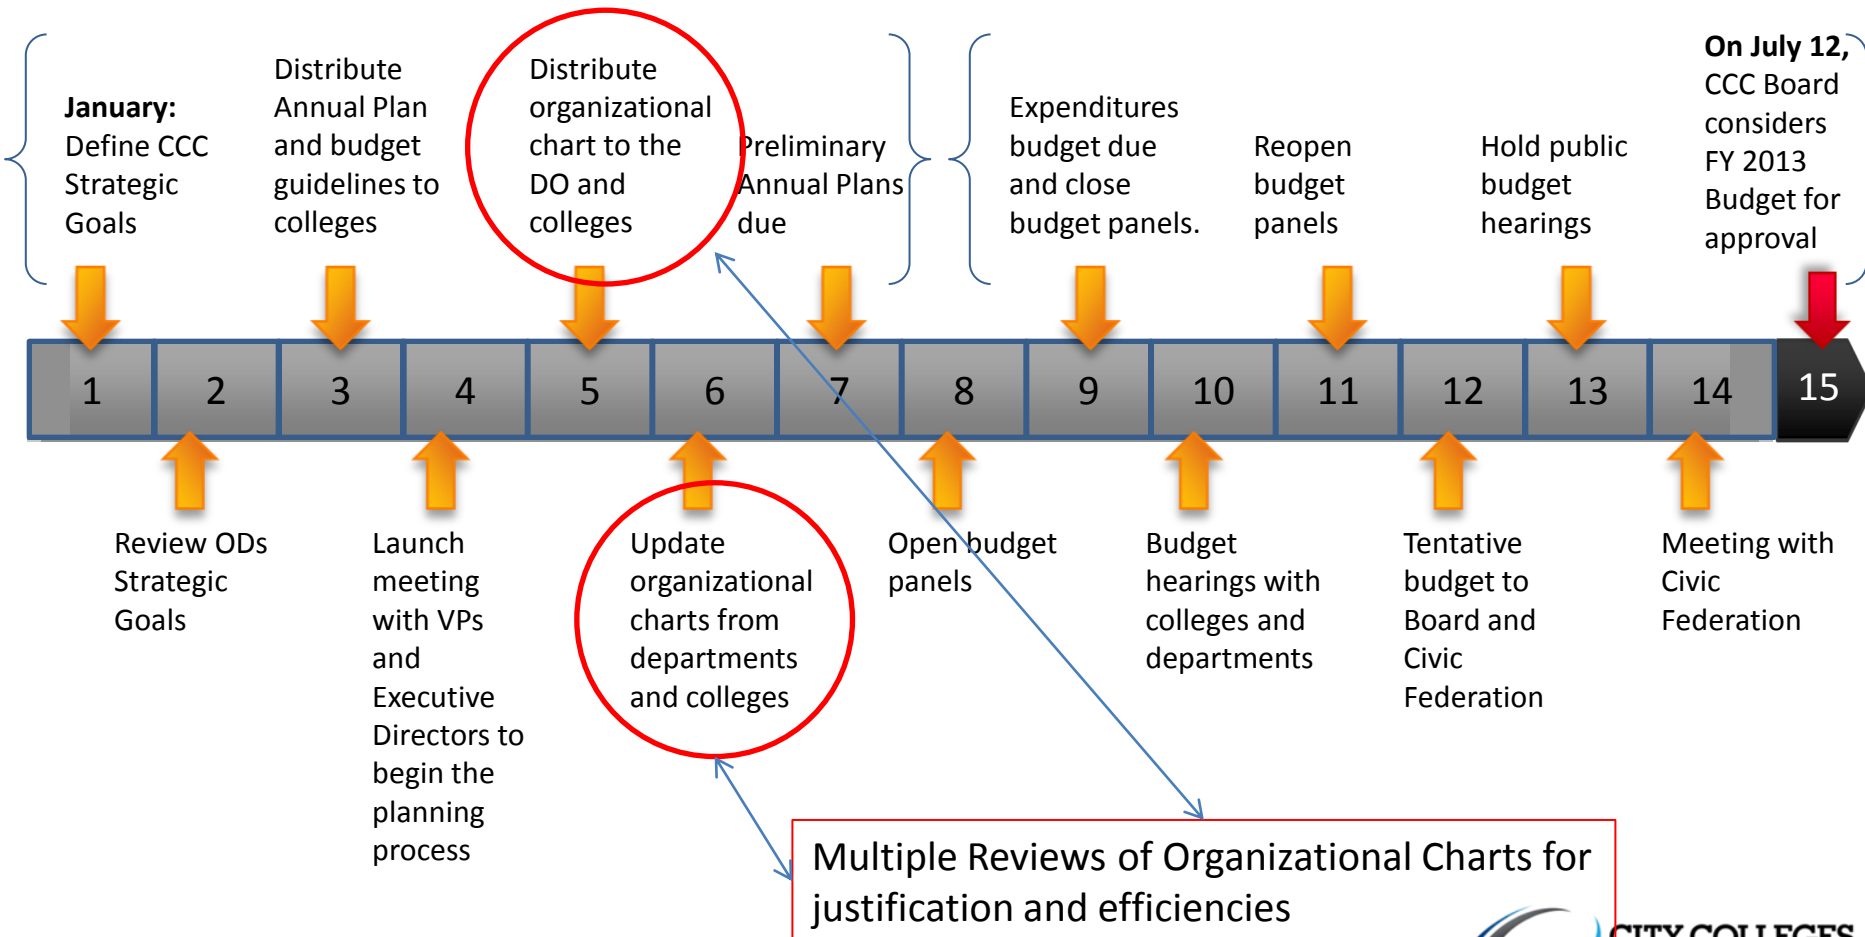 January:
Define CCC
Strategic
Goals
Distribute
Annual Plan
and budget
guidelines to
colleges
Distribute
organizational
chart to the
DO and
colleges
Preliminary
Annual Plans
due
Expenditures
budget due
and close
budget panels.
Reopen
budget
panels
Hold public
budget
hearings
On July 12,
CCC Board
considers
FY 2013
Budget for
approval
1 2 3 4 5 6 7 8 9 10 11 12 13 14 15
Review ODs
Strategic
Goals
Launch
meeting
with VPs
and
Executive
Directors to
begin the
planning
process
Update
organizational
charts from
departments
and colleges
Open budget
panels
Budget
hearings with
colleges and
departments
Tentative
budget to
Board and
Civic
Federation
Meeting with
Civic
Federation
Multiple Reviews of Organizational Charts for
justification and efficiencies
CITY COLLEGES